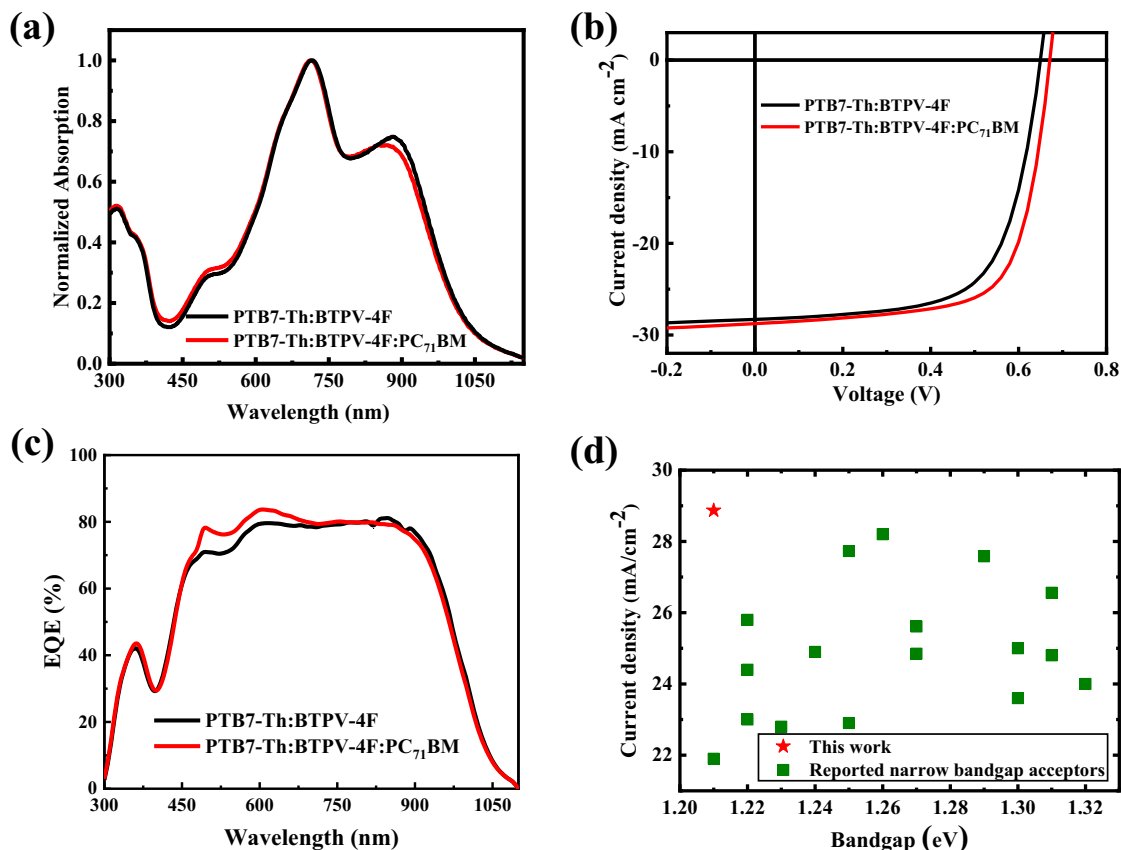 (a)
Normalized Absorption
1.0
0.8
0.6
0.4
0.2
0.0
PTB7-Th:BTPV-4F
PTB7-Th:BTPV-4F:PC₇₁BM
300 450 600 750 900 1050
Wavelength (nm)
(b)
Current density (mA cm⁻²)
0
-10
-20
-30
PTB7-Th:BTPV-4F
PTB7-Th:BTPV-4F:PC₇₁BM
-0.2 0.0 0.2 0.4 0.6 0.8
Voltage (V)
(c)
EQE (%)
100
80
60
40
20
0
PTB7-Th:BTPV-4F
PTB7-Th:BTPV-4F:PC₇₁BM
300 450 600 750 900 1050
Wavelength (nm)
(d)
Current density (mA/cm⁻²)
30
28
26
24
22
This work
Reported narrow bandgap acceptors
1.20 1.22 1.24 1.26 1.28 1.30 1.32
Bandgap (eV)